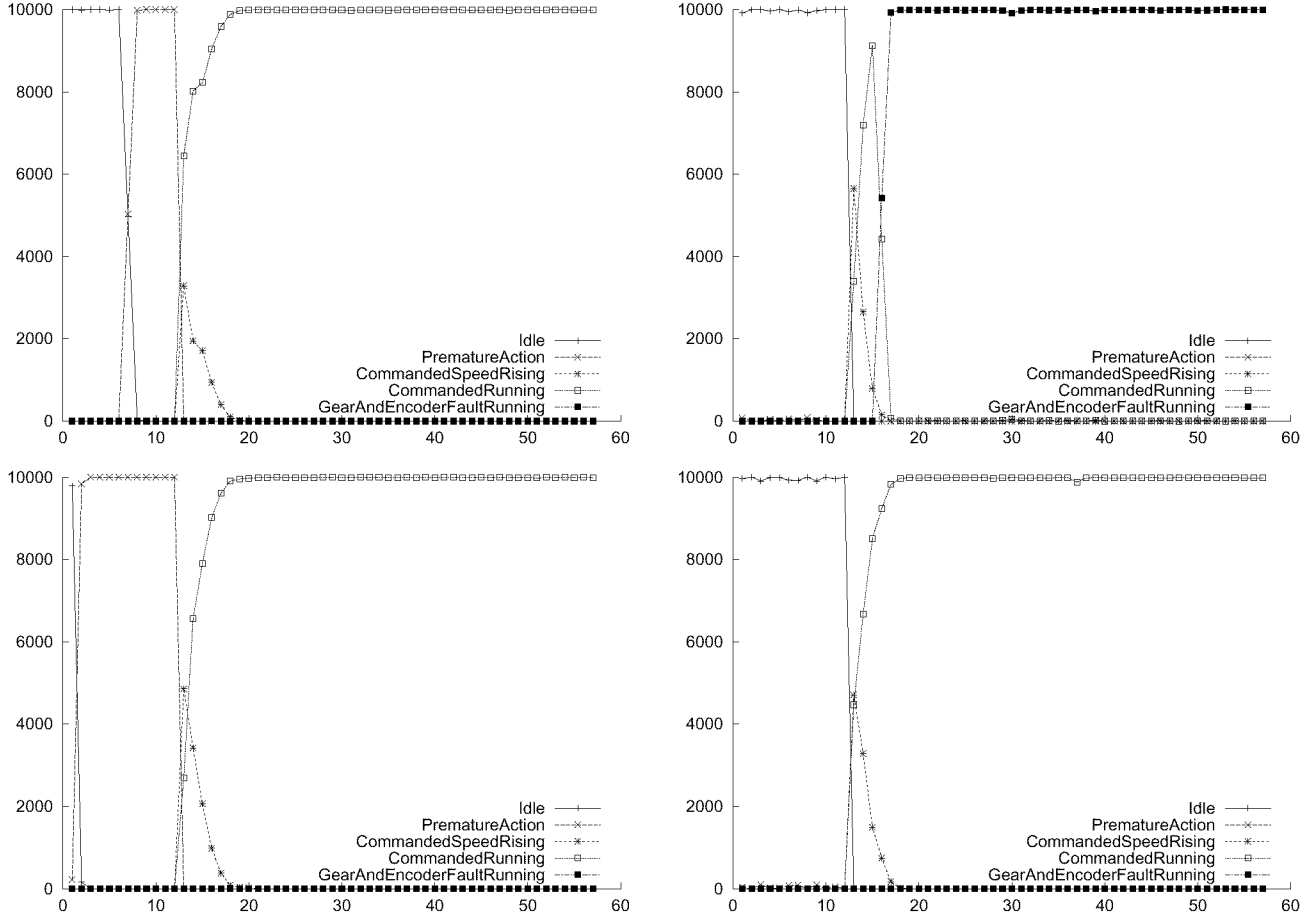 10000
8000
6000
4000
2000
0
Idle
PrematureAction
CommandedSpeedRising
CommandedRunning
GearAndEncoderFaultRunning
0 10 20 30 40 50 60
10000
8000
6000
4000
2000
0
Idle
PrematureAction
CommandedSpeedRising
CommandedRunning
GearAndEncoderFaultRunning
0 10 20 30 40 50 60
10000
8000
6000
4000
2000
0
Idle
PrematureAction
CommandedSpeedRising
CommandedRunning
GearAndEncoderFaultRunning
0 10 20 30 40 50 60
10000
8000
6000
4000
2000
0
Idle
PrematureAction
CommandedSpeedRising
CommandedRunning
GearAndEncoderFaultRunning
0 10 20 30 40 50 60